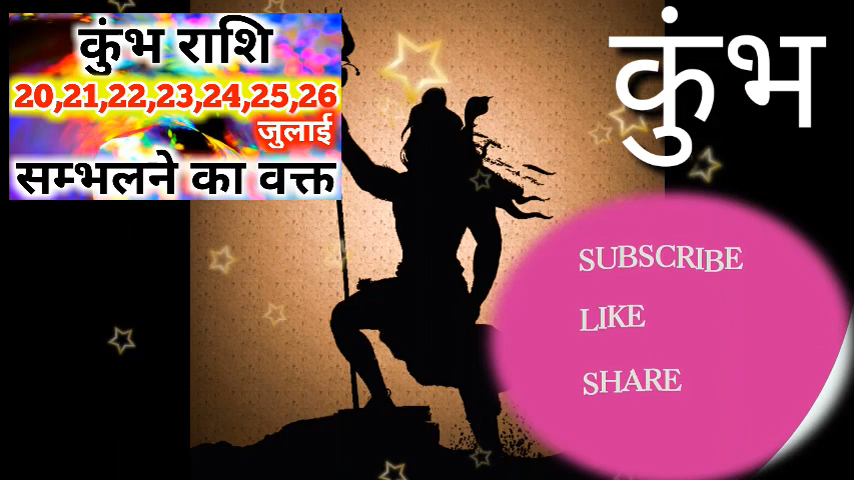 कुंभ राशि
20,21,22,23,24,25,26
जुलाई
सम्भलने का वक्त
कुंभ
SUBSCRIBE
LIKE
SHARE